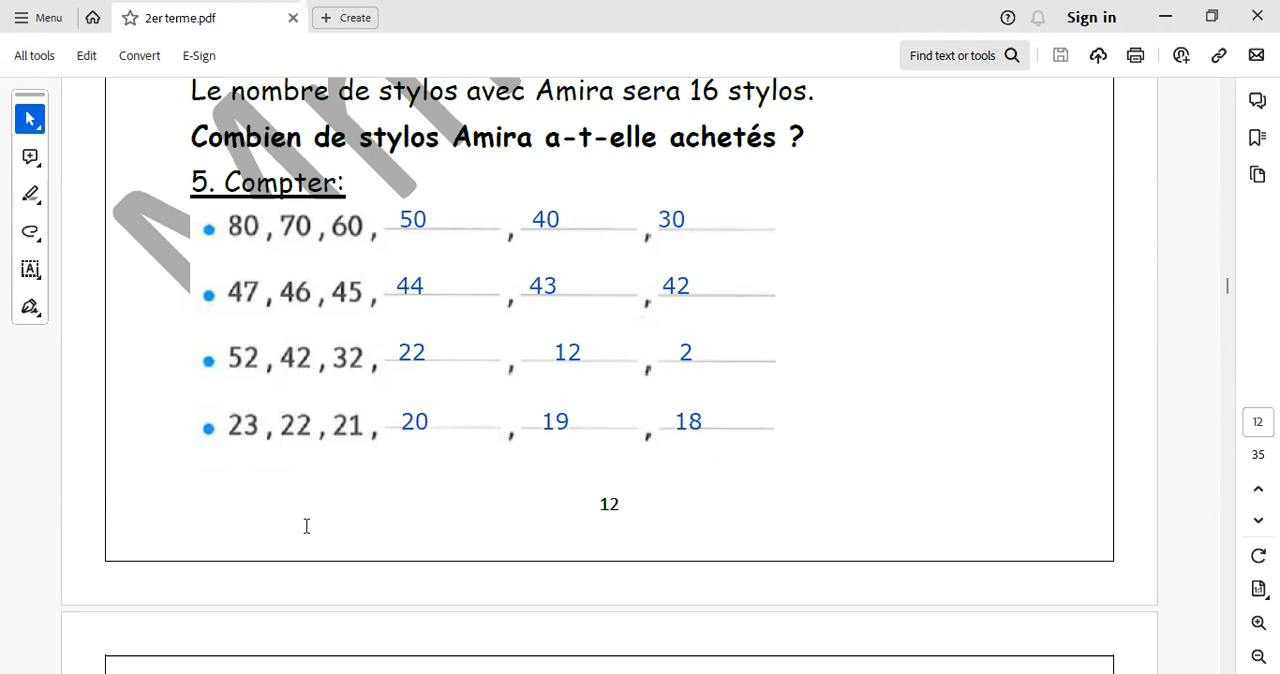 Menu 2er terme.pdf Create Sign in
All tools Edit Convert E-Sign Find text or tools
Le nombre de stylos avec Amira sera 16 stylos.
Combien de stylos Amira a-t-elle achetés ?
5. Compter:
80 , 70 , 60 , 50 , 40 , 30
47 , 46 , 45 , 44 , 43 , 42
52 , 42 , 32 , 22 , 12 , 2
23 , 22 , 21 , 20 , 19 , 18
12
12
35